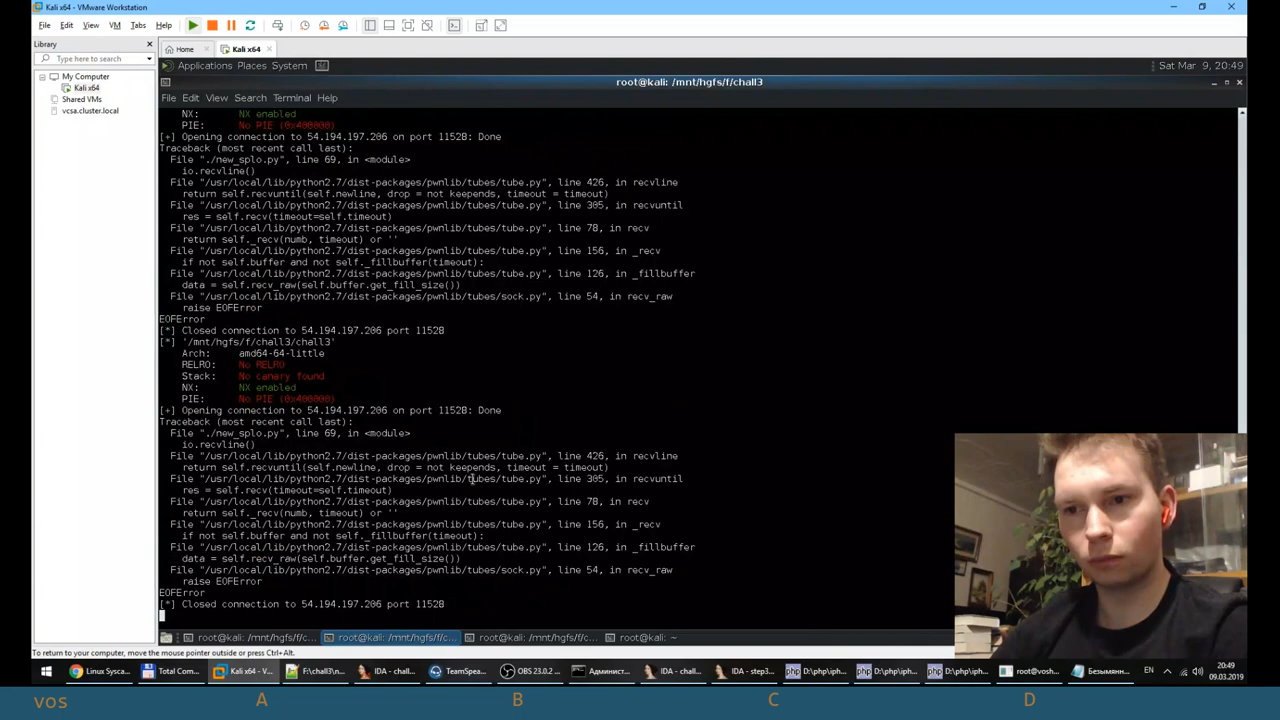 Kali x64 - VMware Workstation
File Edit View VM Tabs Help
Library
Type here to search
My Computer
Kali x64
Shared VMs
vcsa.cluster.local
Home Kali x64
Applications Places System Sat Mar 9, 20:49
root@kali: /mnt/hgfs/f/chall3
File Edit View Search Terminal Help
NX: NX enabled
PIE: No PIE (0x400000)
[+] Opening connection to 54.194.197.206 on port 11528: Done
Traceback (most recent call last):
File "./new_splo.py", line 69, in <module>
io.recvline()
File "/usr/local/lib/python2.7/dist-packages/pwnlib/tubes/tube.py", line 426, in recvline
return self.recvuntil(self.newline, drop = not keepends, timeout = timeout)
File "/usr/local/lib/python2.7/dist-packages/pwnlib/tubes/tube.py", line 305, in recvuntil
res = self.recv(timeout=self.timeout)
File "/usr/local/lib/python2.7/dist-packages/pwnlib/tubes/tube.py", line 78, in recv
return self._recv(numb, timeout) or ''
File "/usr/local/lib/python2.7/dist-packages/pwnlib/tubes/tube.py", line 156, in _recv
if not self.buffer and not self._fillbuffer(timeout):
File "/usr/local/lib/python2.7/dist-packages/pwnlib/tubes/tube.py", line 126, in _fillbuffer
data = self.recv_raw(self.buffer.get_fill_size())
File "/usr/local/lib/python2.7/dist-packages/pwnlib/tubes/sock.py", line 54, in recv_raw
raise EOFError
EOFError
[*] Closed connection to 54.194.197.206 port 11528
[*] '/mnt/hgfs/f/chall3/chall3'
Arch: amd64-64-little
RELRO: No RELRO
Stack: No canary found
NX: NX enabled
PIE: No PIE (0x400000)
[+] Opening connection to 54.194.197.206 on port 11528: Done
Traceback (most recent call last):
File "./new_splo.py", line 69, in <module>
io.recvline()
File "/usr/local/lib/python2.7/dist-packages/pwnlib/tubes/tube.py", line 426, in recvline
return self.recvuntil(self.newline, drop = not keepends, timeout = timeout)
File "/usr/local/lib/python2.7/dist-packages/pwnlib/tubes/tube.py", line 305, in recvuntil
res = self.recv(timeout=self.timeout)
File "/usr/local/lib/python2.7/dist-packages/pwnlib/tubes/tube.py", line 78, in recv
return self._recv(numb, timeout) or ''
File "/usr/local/lib/python2.7/dist-packages/pwnlib/tubes/tube.py", line 156, in _recv
if not self.buffer and not self._fillbuffer(timeout):
File "/usr/local/lib/python2.7/dist-packages/pwnlib/tubes/tube.py", line 126, in _fillbuffer
data = self.recv_raw(self.buffer.get_fill_size())
File "/usr/local/lib/python2.7/dist-packages/pwnlib/tubes/sock.py", line 54, in recv_raw
raise EOFError
EOFError
[*] Closed connection to 54.194.197.206 port 11528
root@kali: /mnt/hgfs/f/c... root@kali: /mnt/hgfs/f/c... root@kali: /mnt/hgfs/f/c... root@kali: ~
To return to your computer, move the mouse pointer outside or press Ctrl+Alt.
Linux Sysca... Total Com... Kali x64 - V... F:\chall3\n... IDA - chall... TeamSpea... OBS 23.0.2 ... Админист... IDA - chall... IDA - step3... D:\php\ip... D:\php\ip... D:\php\ip... root@vosh... Безымянн... EN 20:49
09.03.2019
vos A B C D